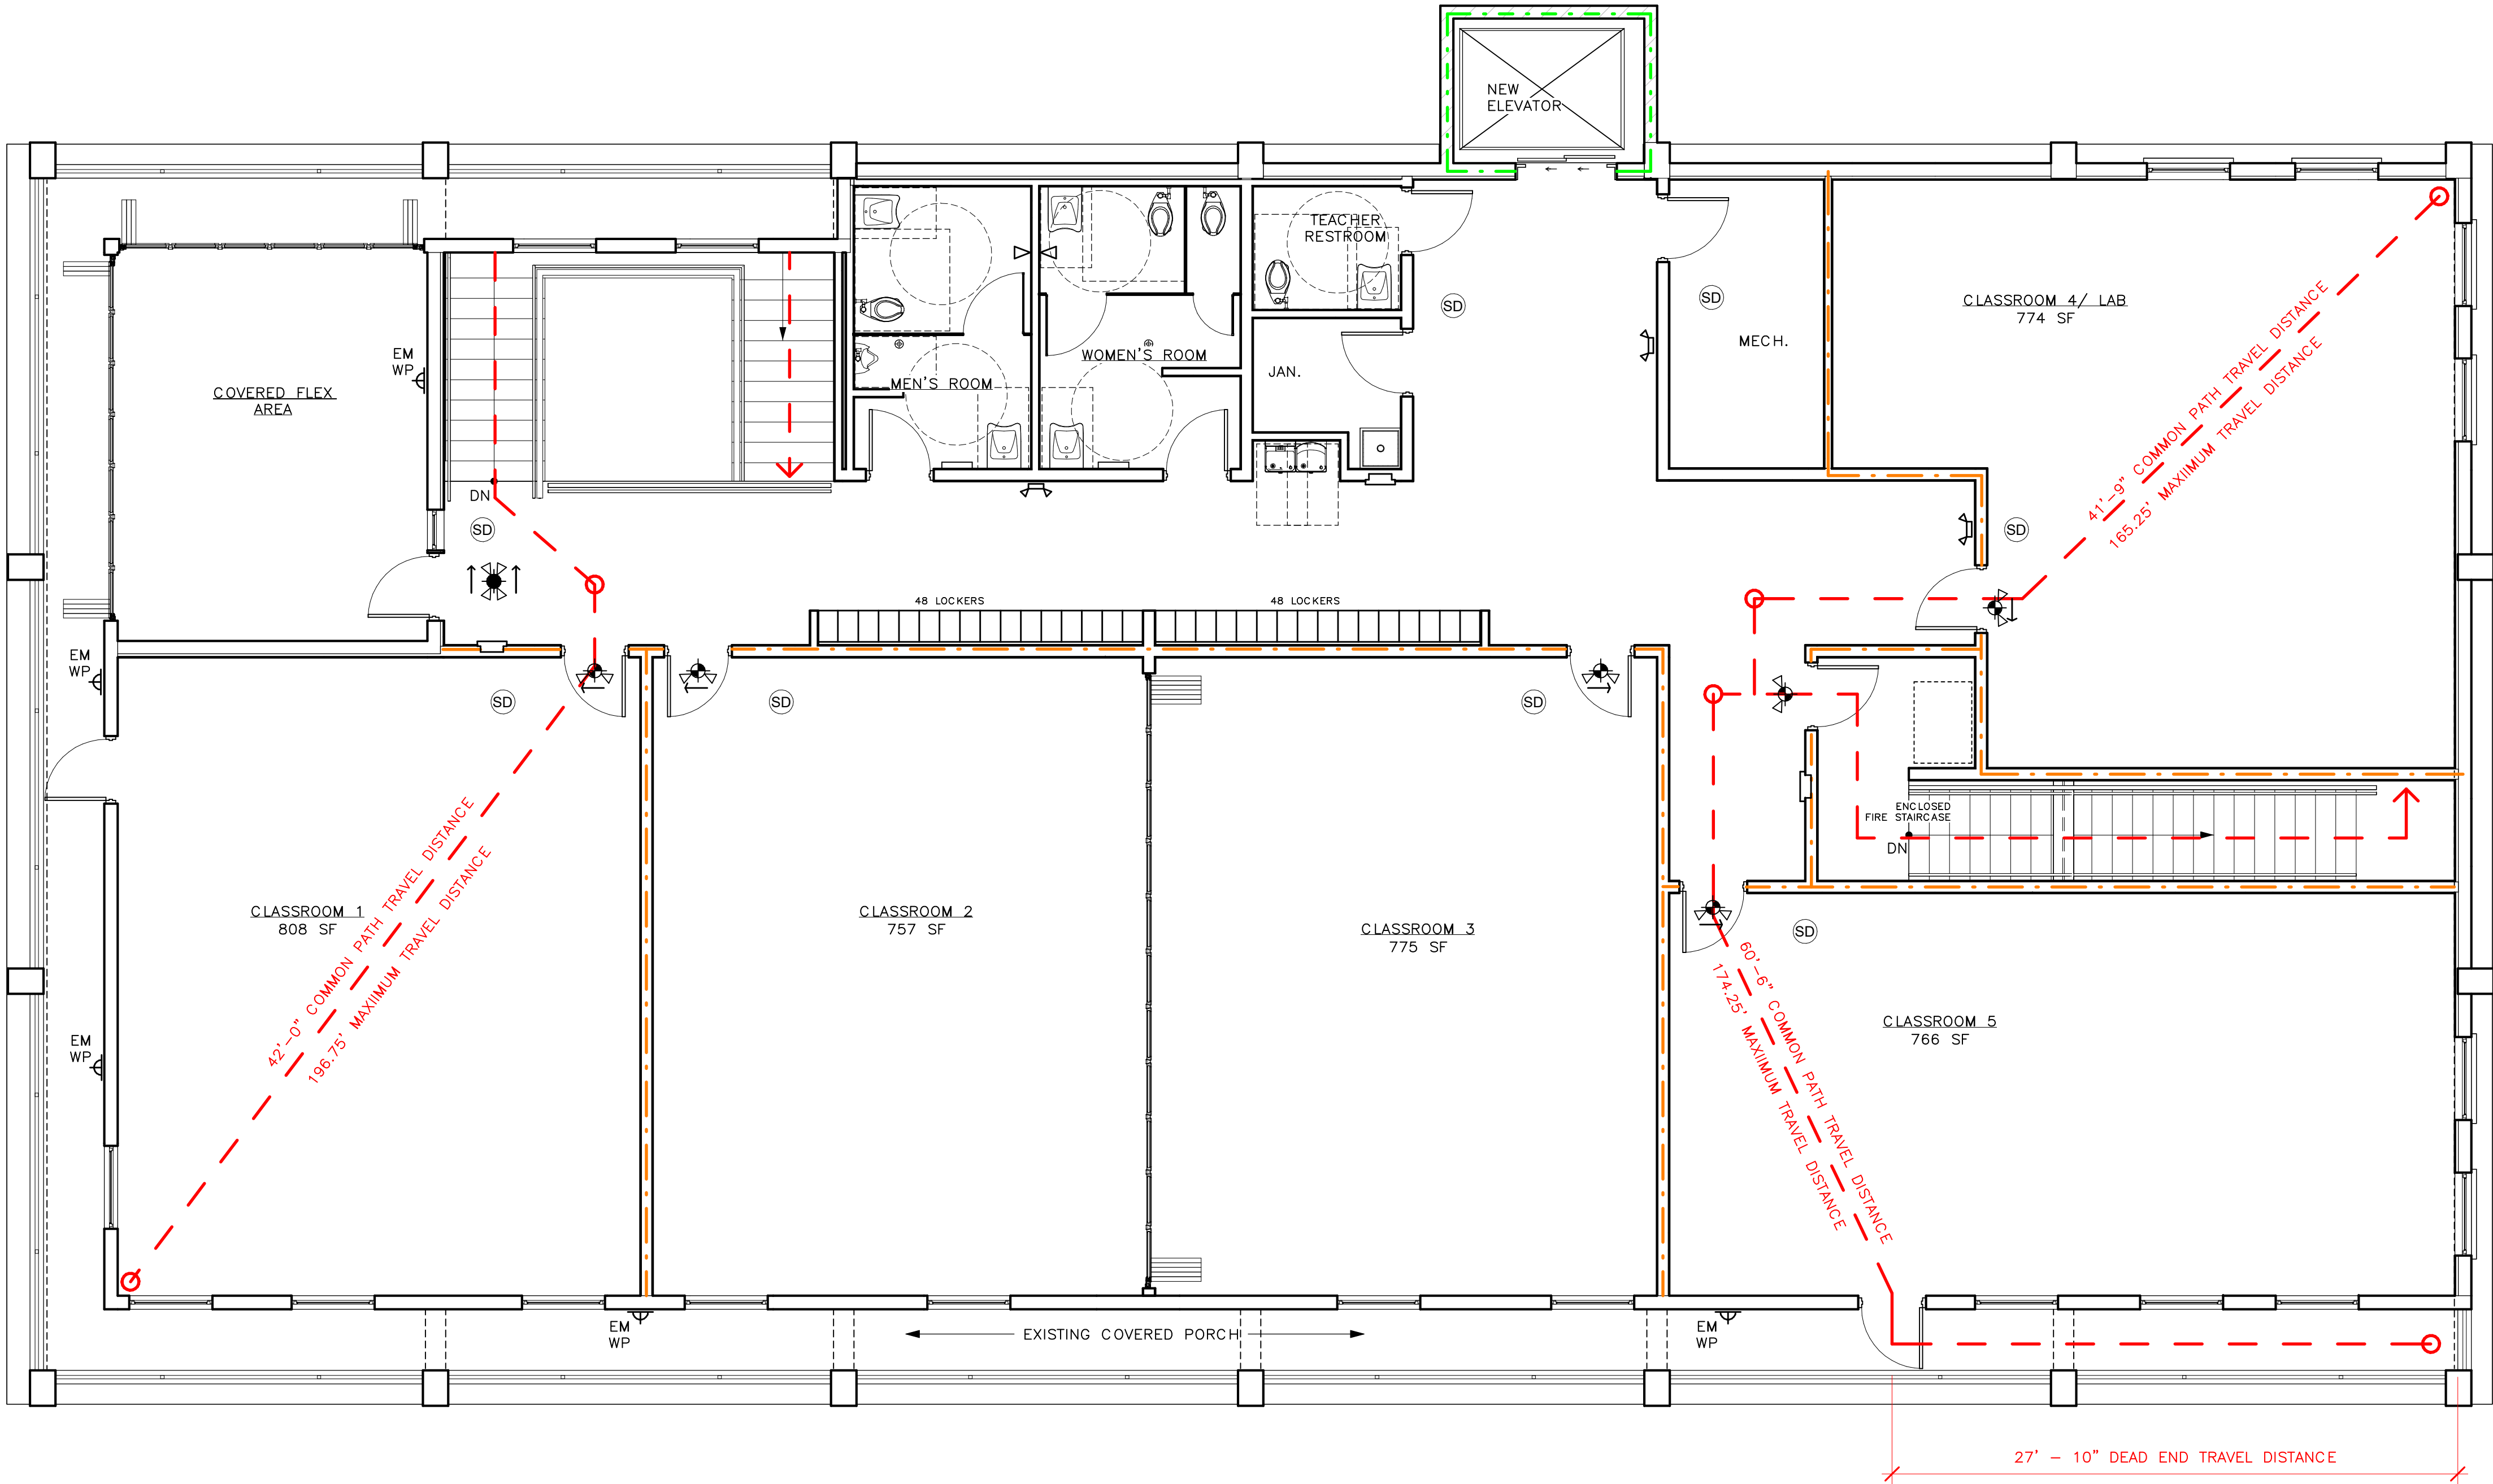 NEW
ELEVATOR
TEACHER
RESTROOM
SD
SD
CLASSROOM 4/ LAB
774 SF
MECH.
EM
WP
WOMEN'S ROOM
JAN.
MEN'S ROOM
COVERED FLEX
AREA
41'-9" COMMON PATH TRAVEL DISTANCE
165.25' MAXIIMUM TRAVEL DISTANCE
DN
SD
SD
48 LOCKERS
48 LOCKERS
EM
WP
SD
SD
SD
ENCLOSED
FIRE STAIRCASE
DN
42'-0" COMMON PATH TRAVEL DISTANCE
196.75' MAXIIMUM TRAVEL DISTANCE
CLASSROOM 1
808 SF
CLASSROOM 2
757 SF
CLASSROOM 3
775 SF
SD
60'-6" COMMON PATH TRAVEL DISTANCE
174.25' MAXIIMUM TRAVEL DISTANCE
CLASSROOM 5
766 SF
EM
WP
EM
WP
EXISTING COVERED PORCH
EM
WP
27' - 10" DEAD END TRAVEL DISTANCE